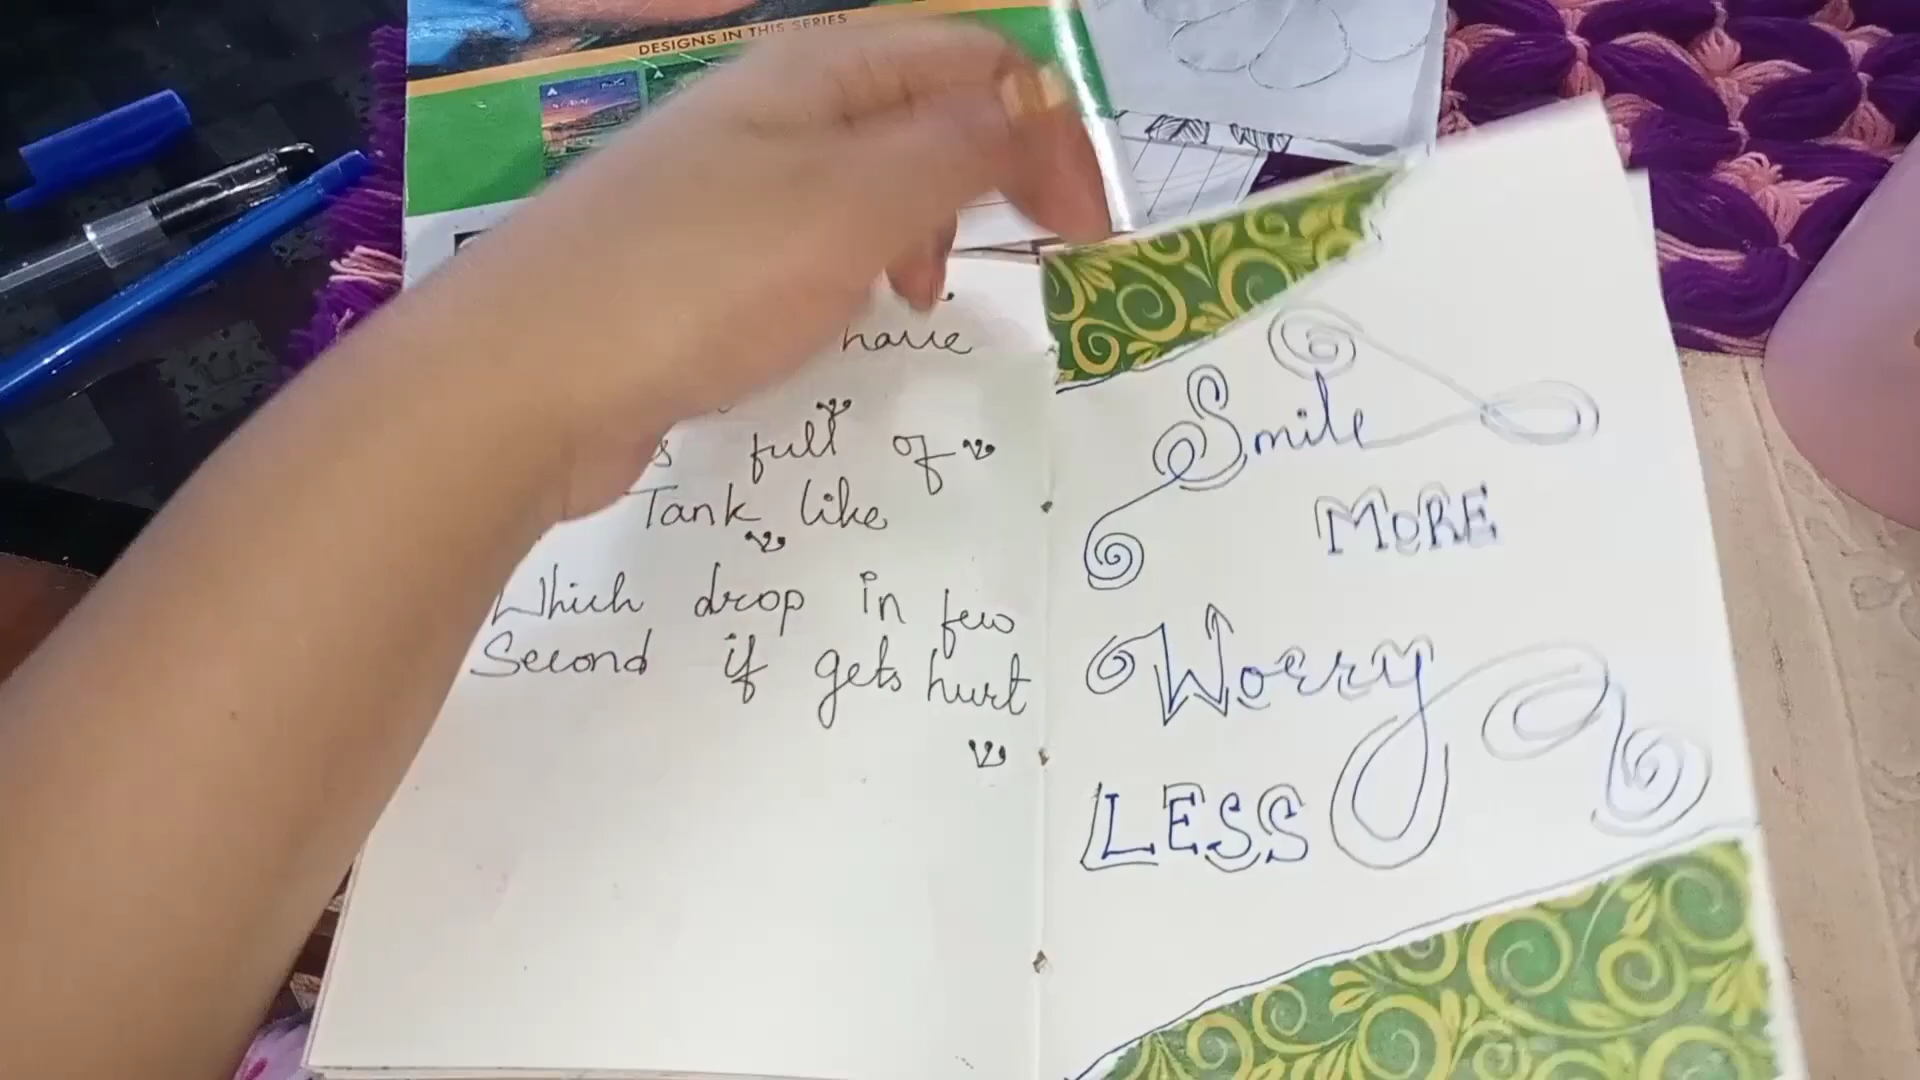 DESIGNS IN THIS SERIES
have
full of
Tank like
Which drop in few
Second if gets hurt
Smile
MORE
Worry
LESS